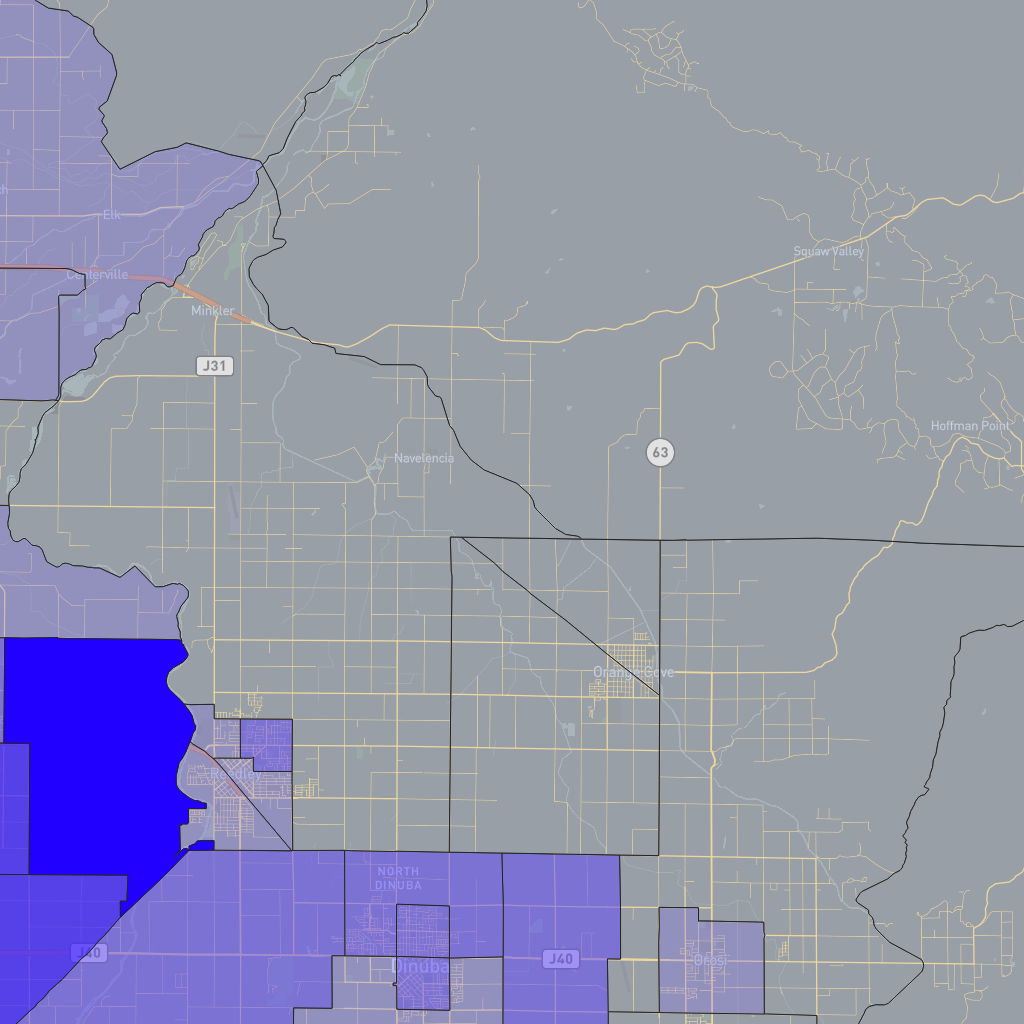 Elk
Squaw Valley
Centerville
Minkler
J31
Hoffman Point
63
Navelencia
Orange Cove
Reedley
NORTH
DINUBA
J40
J40
Orosi
Dinuba